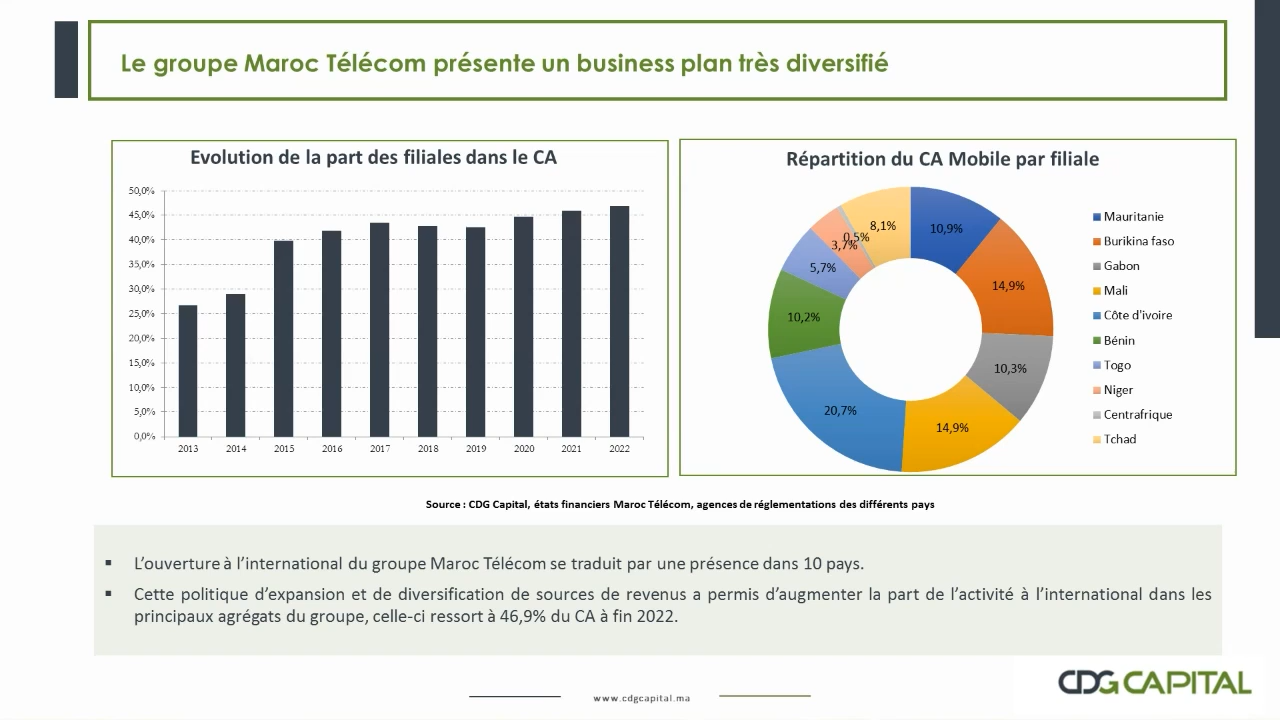 Le groupe Maroc Télécom présente un business plan très diversifié
Evolution de la part des filiales dans le CA
50,0%
45,0%
40,0%
35,0%
30,0%
25,0%
20,0%
15,0%
10,0%
5,0%
0,0%
2013 2014 2015 2016 2017 2018 2019 2020 2021 2022
Répartition du CA Mobile par filiale
8,1%
10,9%
0,5%
3,7%
5,7%
14,9%
10,2%
10,3%
20,7%
14,9%
Mauritanie
Burikina faso
Gabon
Mali
Côte d'ivoire
Bénin
Togo
Niger
Centrafrique
Tchad
Source : CDG Capital, états financiers Maroc Télécom, agences de réglementations des différents pays
▪ L’ouverture à l’international du groupe Maroc Télécom se traduit par une présence dans 10 pays.
▪ Cette politique d’expansion et de diversification de sources de revenus a permis d’augmenter la part de l’activité à l’international dans les
principaux agrégats du groupe, celle-ci ressort à 46,9% du CA à fin 2022.
www.cdgcapital.ma
CDG CAPITAL